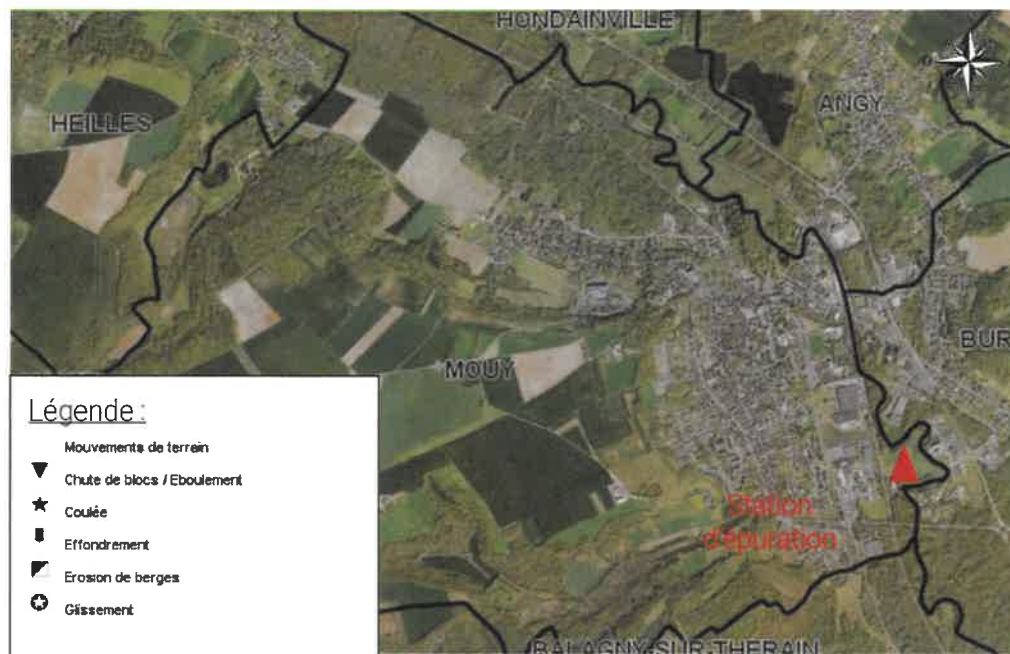 HONDAINVILLE
ANGY
HEILLES
BUR
MOUY
Légende :
Mouvements de terrain
Chute de blocs / Eboulement
Coulée
Effondrement
Erosion de berges
Glissement
Station
d'épuration
BALAGNY-SUR-THERAIN